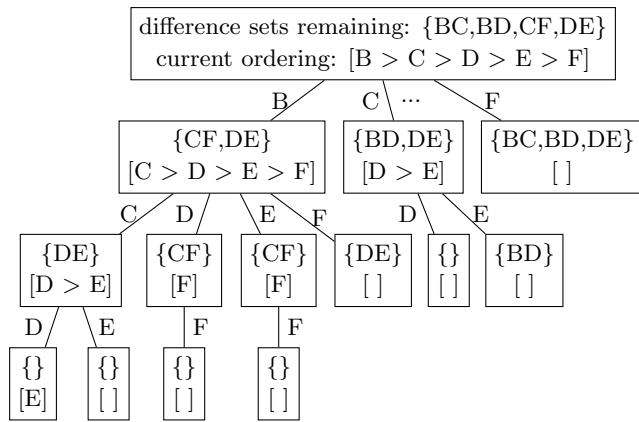 difference sets remaining: {BC,BD,CF,DE}
current ordering: [B > C > D > E > F]
B
C
...
F
{CF,DE}
[C > D > E > F]
{BD,DE}
[D > E]
{BC,BD,DE}
[ ]
C
D
E
F
D
E
{DE}
[D > E]
{CF}
[F]
{CF}
[F]
{DE}
[ ]
{}
[ ]
{BD}
[ ]
D
E
F
F
{}
[E]
{}
[ ]
{}
[ ]
{}
[ ]